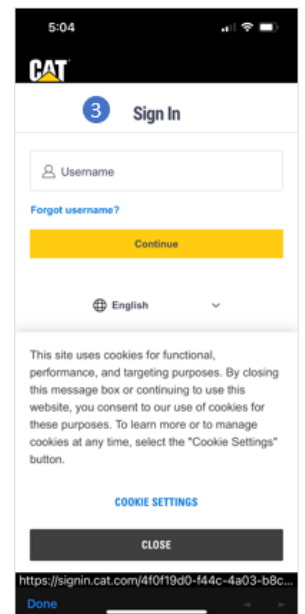 5:04
CAT
3 Sign In
Username
Forgot username?
Continue
English
This site uses cookies for functional,
performance, and targeting purposes. By closing
this message box or continuing to use this
website, you consent to our use of cookies for
these purposes. To learn more or to manage
cookies at any time, select the "Cookie Settings"
button.
COOKIE SETTINGS
CLOSE
https://signin.cat.com/4f0f19d0-f44c-4a03-b8c...
Done